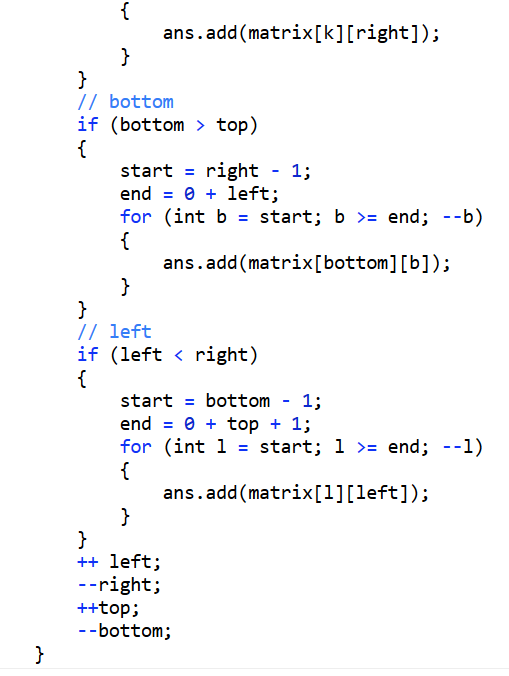 {
ans.add(matrix[k][right]);
}
}
// bottom
if (bottom > top)
{
start = right - 1;
end = 0 + left;
for (int b = start; b >= end; --b)
{
ans.add(matrix[bottom][b]);
}
}
// left
if (left < right)
{
start = bottom - 1;
end = 0 + top + 1;
for (int l = start; l >= end; --l)
{
ans.add(matrix[l][left]);
}
}
++ left;
--right;
++top;
--bottom;
}